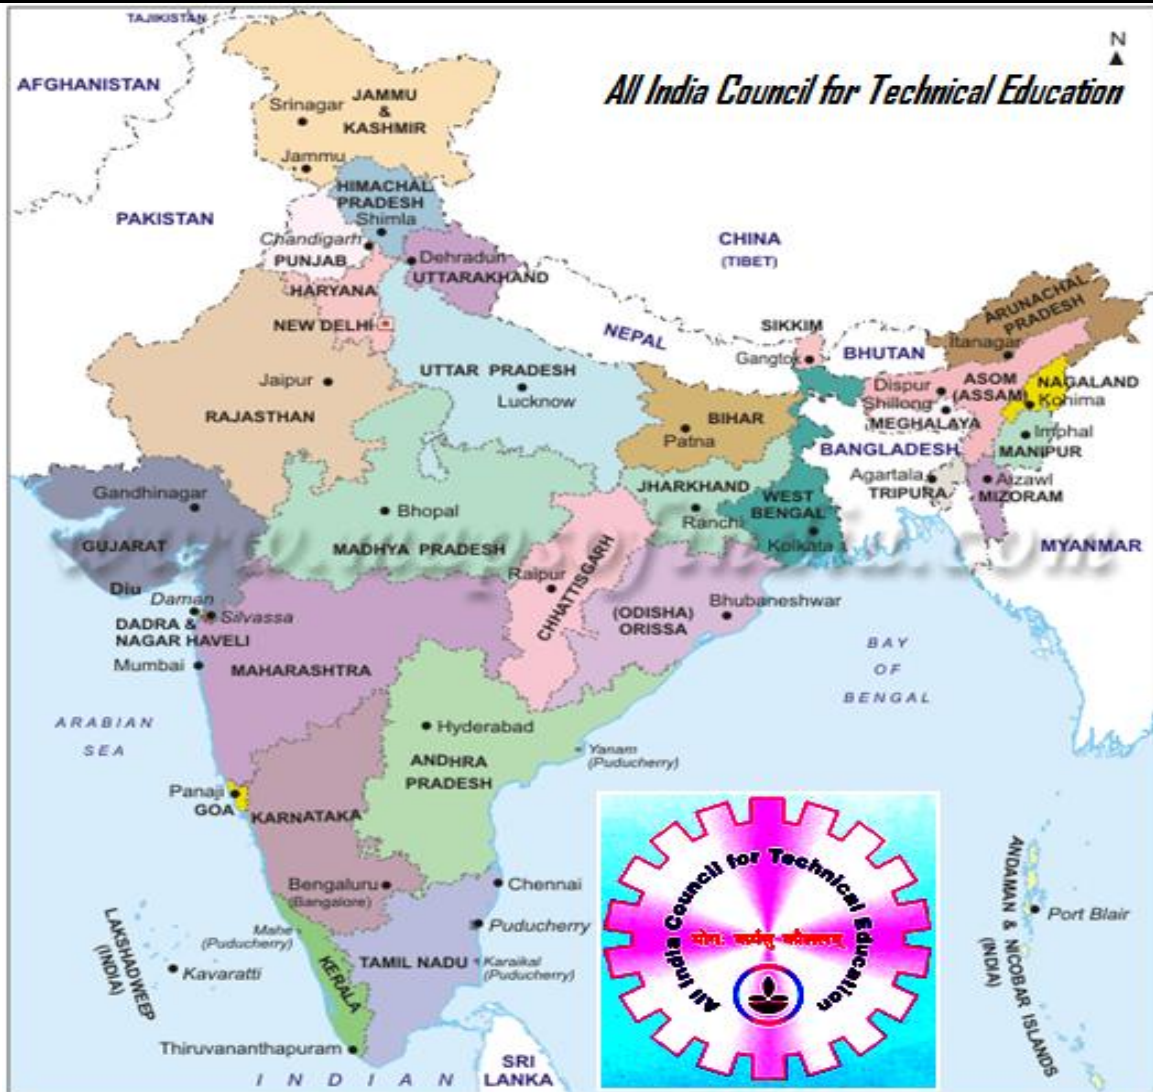 TAJIKISTAN
N
AFGHANISTAN
All India Council for Technical Education
JAMMU
&
KASHMIR
Srinagar
Jammu
HIMACHAL
PRADESH
Shimla
PAKISTAN
Chandigarh
PUNJAB
CHINA
(TIBET)
Dehradun
UTTARAKHAND
HARYANA
NEW DELHI
ARUNACHAL
PRADESH
Itanagar
NEPAL
SIKKIM
Gangtok
BHUTAN
UTTAR PRADESH
Lucknow
Jaipur
RAJASTHAN
Dispur
Shillong
ASOM
(ASSAM)
NAGALAND
Kohima
MEGHALAYA
BIHAR
Patna
BANGLADESH
Imphal
MANIPUR
Agartala
TRIPURA
Aizawl
MIZORAM
Gandhinagar
GUJARAT
Bhopal
MADHYA PRADESH
JHARKHAND
Ranchi
WEST
BENGAL
Kolkata
MYANMAR
www.mapsofindia.com
Raipur
CHHATTISGARH
(ODISHA)
ORISSA
Bhubaneshwar
Diu
Daman
Silvassa
DADRA &
NAGAR HAVELI
Mumbai
MAHARASHTRA
BAY
OF
BENGAL
ARABIAN
SEA
Hyderabad
ANDHRA
PRADESH
Yanam
(Puducherry)
Panaji
GOA
KARNATAKA
Bengaluru
(Bangalore)
Chennai
Mahe
(Puducherry)
Puducherry
KERALA
TAMIL NADU
Karaikal
(Puducherry)
LAKSHADWEEP
(INDIA)
Kavaratti
Thiruvananthapuram
SRI
LANKA
I N D I A N
All India Council for Technical Education
योगः कर्मसु कौशलम्
ANDAMAN & NICOBAR ISLANDS
(INDIA)
Port Blair